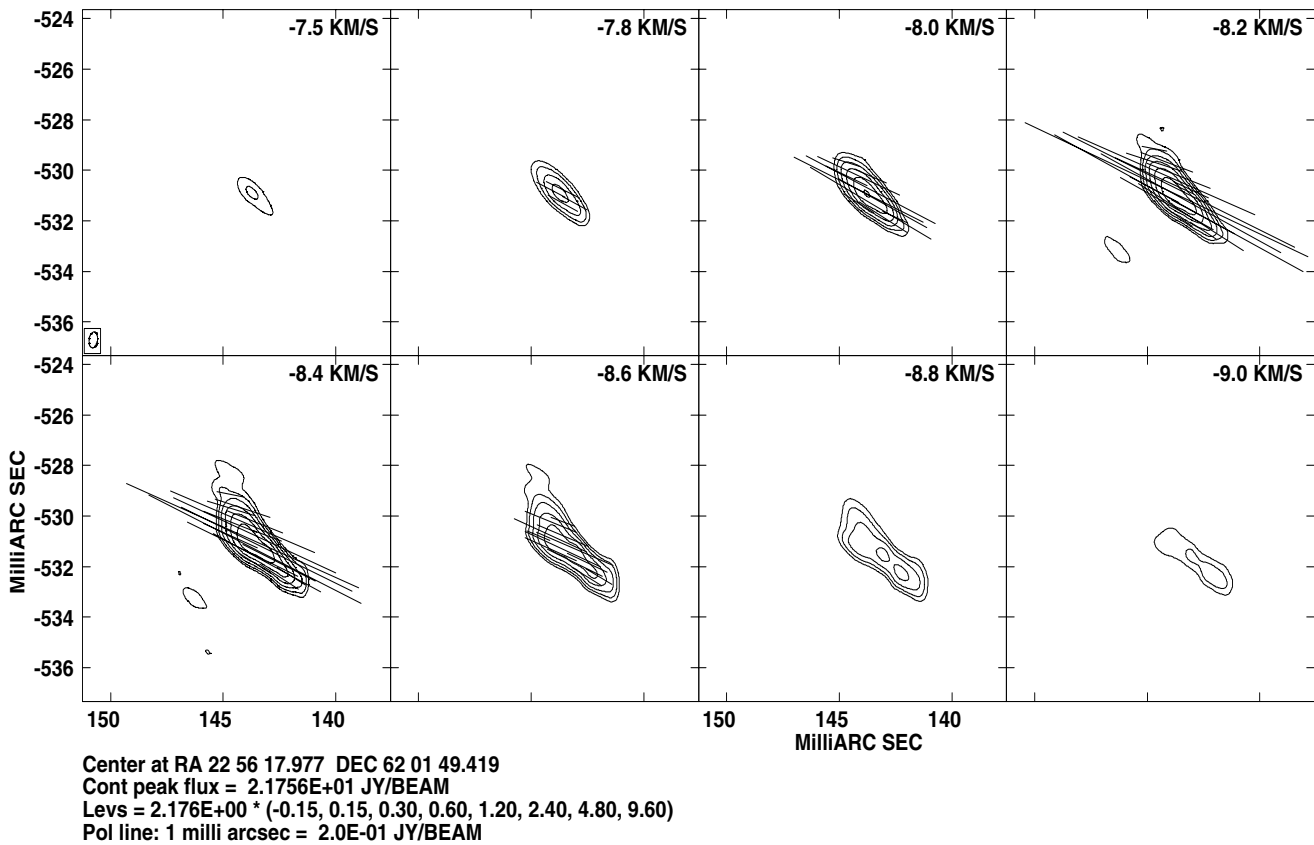 -7.5 KM/S
-7.8 KM/S
-8.0 KM/S
-8.2 KM/S
-524
-526
-528
-530
-532
-534
-536
-8.4 KM/S
-8.6 KM/S
-8.8 KM/S
-9.0 KM/S
MilliARC SEC
-524
-526
-528
-530
-532
-534
-536
150 145 140 150 145 140
MilliARC SEC
Center at RA 22 56 17.977 DEC 62 01 49.419
Cont peak flux = 2.1756E+01 JY/BEAM
Levs = 2.176E+00 * (-0.15, 0.15, 0.30, 0.60, 1.20, 2.40, 4.80, 9.60)
Pol line: 1 milli arcsec = 2.0E-01 JY/BEAM